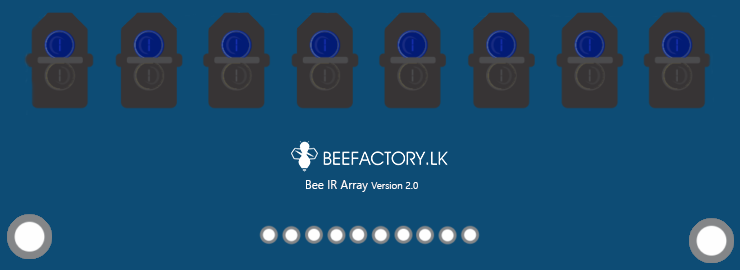 BEEFACTORY.LK
Bee IR Array Version 2.0